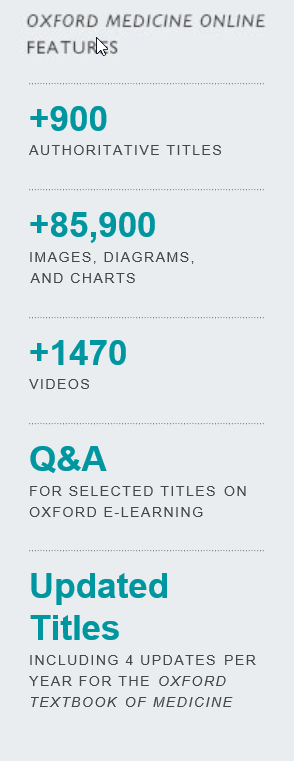 OXFORD MEDICINE ONLINE
FEATURES
+900
AUTHORITATIVE TITLES
+85,900
IMAGES, DIAGRAMS,
AND CHARTS
+1470
VIDEOS
Q&A
FOR SELECTED TITLES ON
OXFORD E-LEARNING
Updated
Titles
INCLUDING 4 UPDATES PER
YEAR FOR THE OXFORD
TEXTBOOK OF MEDICINE